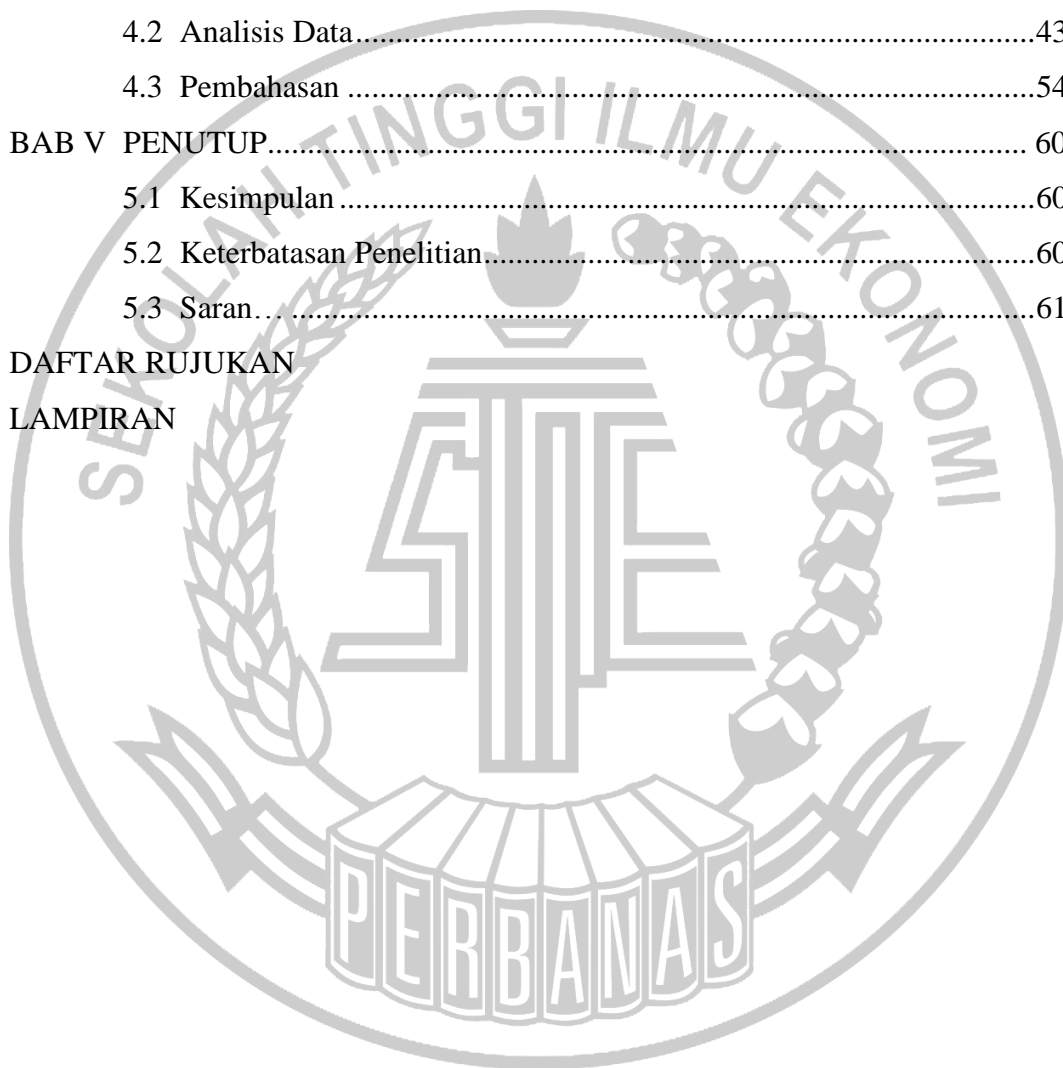 4.2 Analisis Data...............................................................................................43
4.3 Pembahasan ................................................................................................54
BAB V PENUTUP.............................................................................................. 60
5.1 Kesimpulan .................................................................................................60
5.2 Keterbatasan Penelitian..............................................................................60
5.3 Saran… .......................................................................................................61
DAFTAR RUJUKAN
LAMPIRAN
SEKOLAH TINGGI ILMU EKONOMI
STIE
PERBANAS